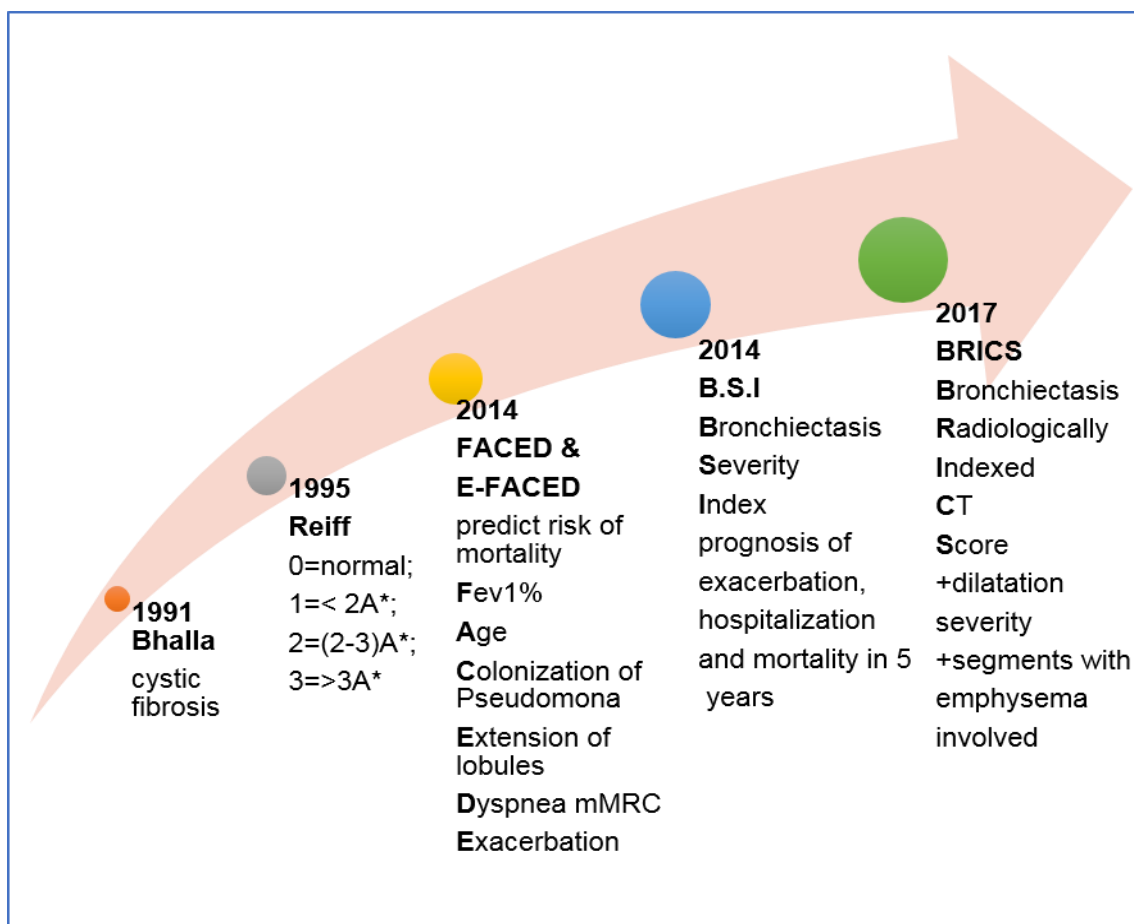 1991
Bhalla
cystic
fibrosis
1995
Reiff
0=normal;
1=< 2A*;
2=(2-3)A*;
3=>3A*
2014
FACED &
E-FACED
predict risk of
mortality
Fev1%
Age
Colonization of
Pseudomona
Extension of
lobules
Dyspnea mMRC
Exacerbation
2014
B.S.I
Bronchiectasis
Severity
Index
prognosis of
exacerbation,
hospitalization
and mortality in 5
years
2017
BRICS
Bronchiectasis
Radiologically
Indexed
CT
Score
+dilatation
severity
+segments with
emphysema
involved